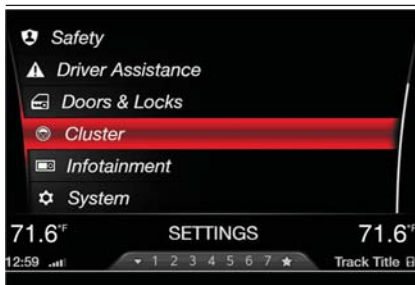 Safety
Driver Assistance
Doors & Locks
Cluster
Infotainment
System
71.6°F SETTINGS 71.6°F
12:59 1 2 3 4 5 6 7 Track Title